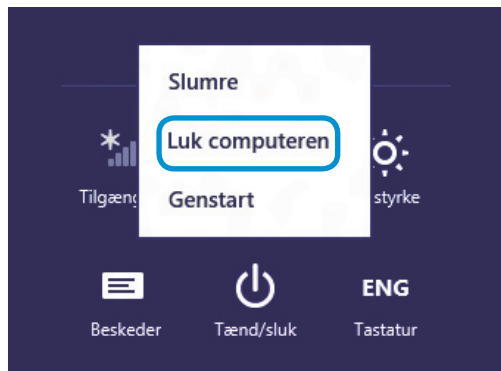 Slumre
Luk computeren
Genstart
styrke
Beskeder
Tænd/sluk
ENG
Tastatur